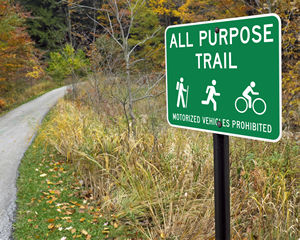 ALL PURPOSE
TRAIL
MOTORIZED VEHICLES PROHIBITED